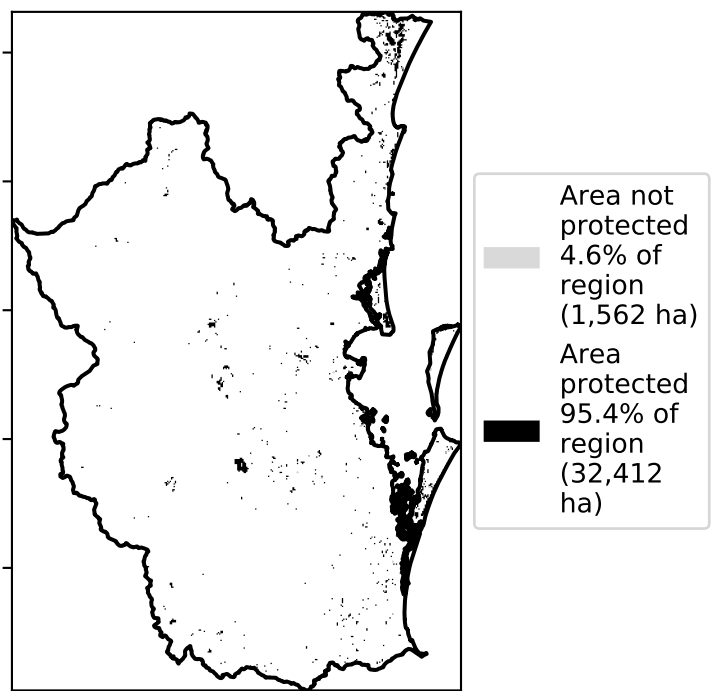 Area not
protected
4.6% of
region
(1,562 ha)
Area
protected
95.4% of
region
(32,412
ha)